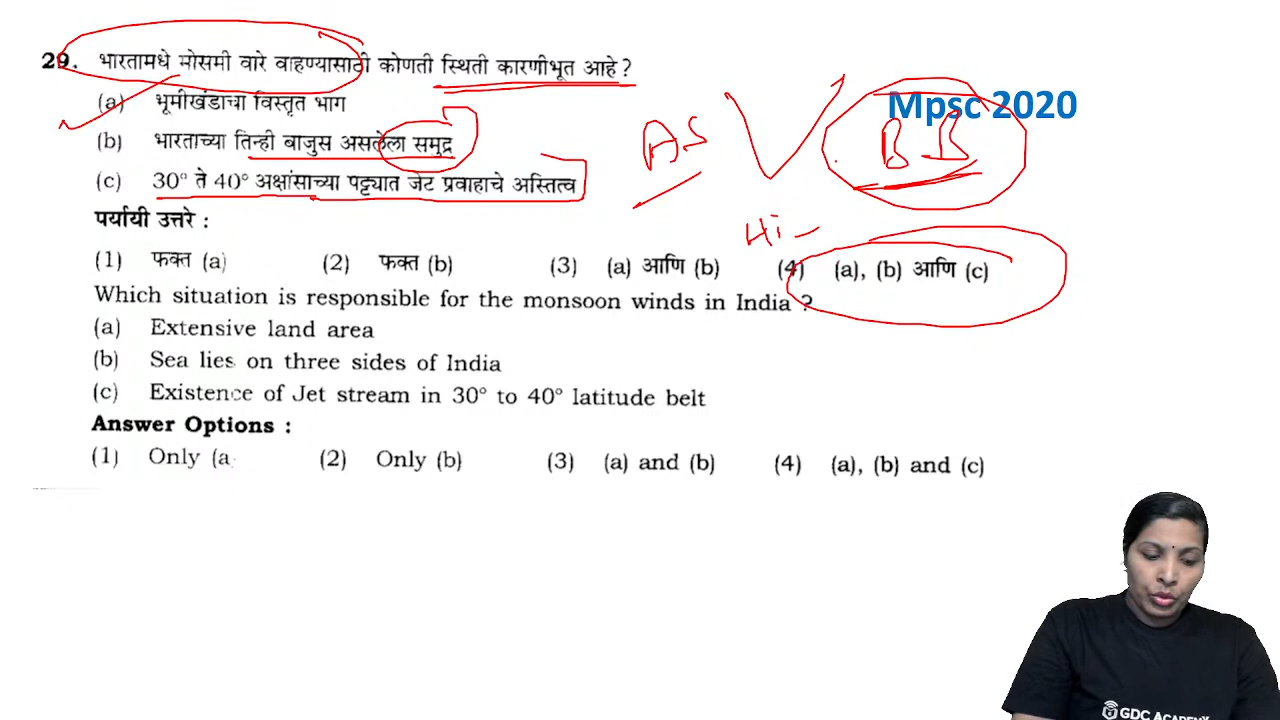 29. भारतामधे मोसमी वारे वाहण्यासाठी कोणती स्थिती कारणीभूत आहे ?
(a) भूमीखंडाचा विस्तृत भाग
(b) भारताच्या तिन्ही बाजुस असलेला समुद्र
(c) 30° ते 40° अक्षांसाच्या पट्ट्यात जेट प्रवाहाचे अस्तित्व
Mpsc 2020
AS
BB
Hi
पर्यायी उत्तरे :
(1) फक्त (a) (2) फक्त (b) (3) (a) आणि (b) (4) (a), (b) आणि (c)
Which situation is responsible for the monsoon winds in India ?
(a) Extensive land area
(b) Sea lies on three sides of India
(c) Existence of Jet stream in 30° to 40° latitude belt
Answer Options :
(1) Only (a (2) Only (b) (3) (a) and (b) (4) (a), (b) and (c)
GDC ACADEMY